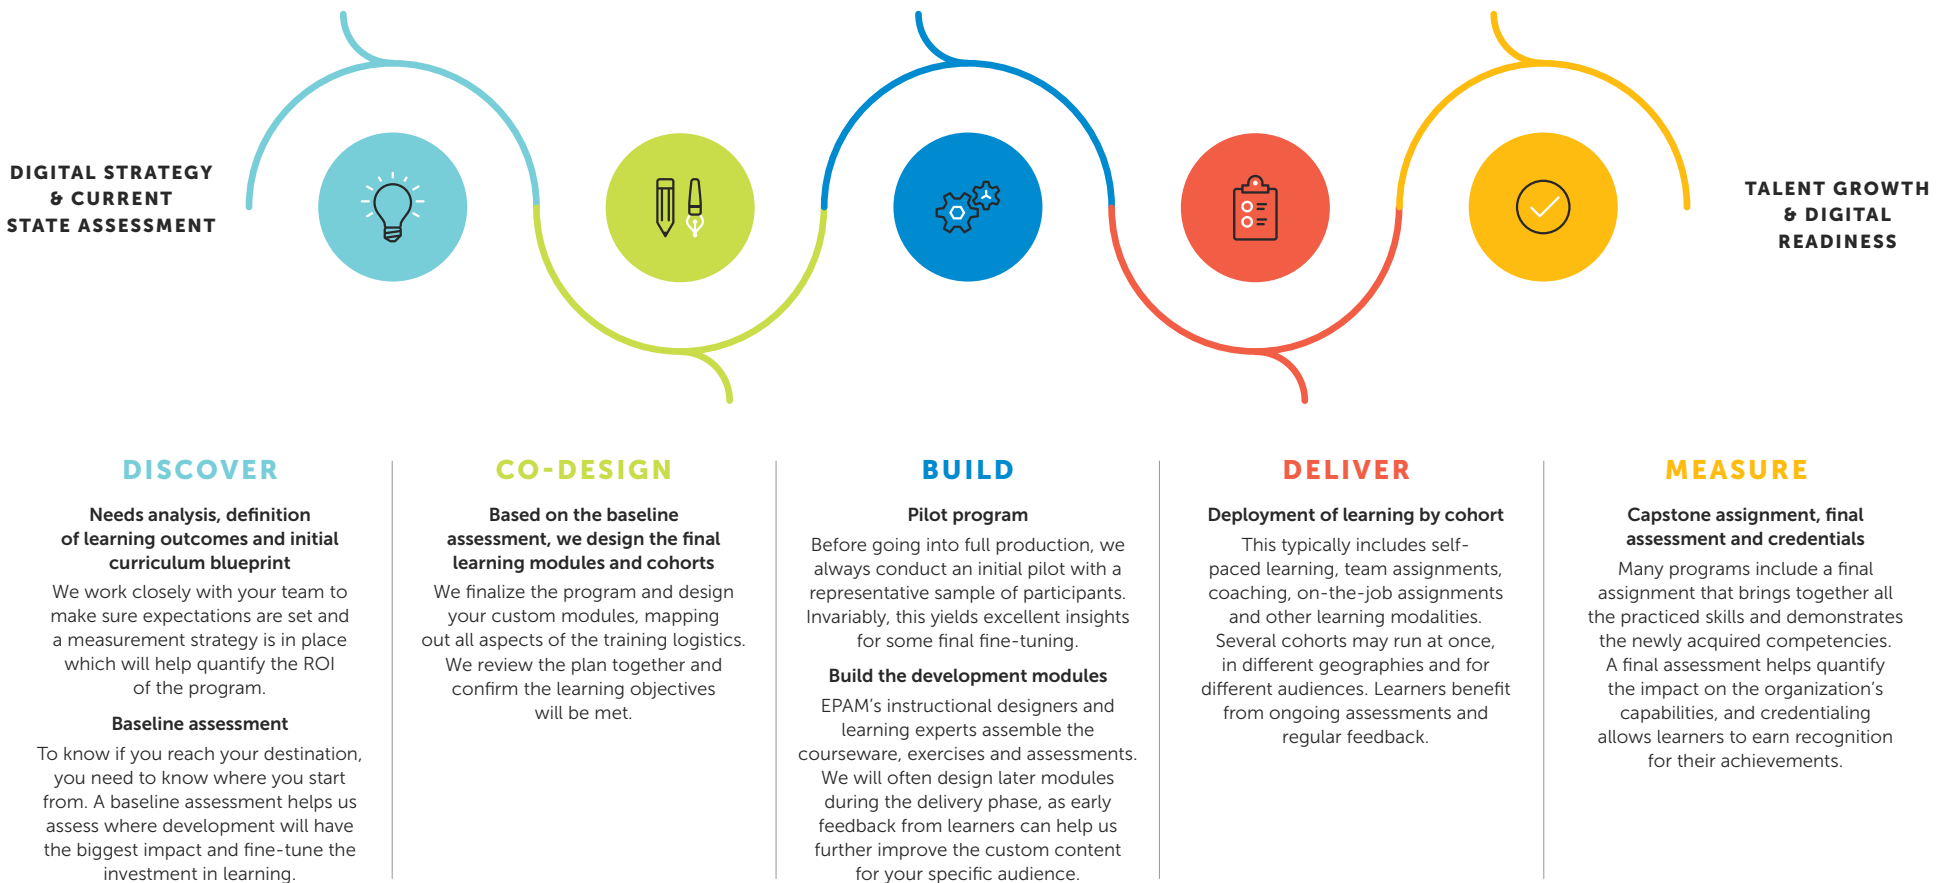 DIGITAL STRATEGY
& CURRENT
STATE ASSESSMENT
TALENT GROWTH
& DIGITAL
READINESS
DISCOVER
Needs analysis, definition
of learning outcomes and initial
curriculum blueprint
We work closely with your team to
make sure expectations are set and
a measurement strategy is in place
which will help quantify the ROI
of the program.
Baseline assessment
To know if you reach your destination,
you need to know where you start
from. A baseline assessment helps us
assess where development will have
the biggest impact and fine-tune the
investment in learning.
CO-DESIGN
Based on the baseline
assessment, we design the final
learning modules and cohorts
We finalize the program and design
your custom modules, mapping
out all aspects of the training logistics.
We review the plan together and
confirm the learning objectives
will be met.
BUILD
Pilot program
Before going into full production, we
always conduct an initial pilot with a
representative sample of participants.
Invariably, this yields excellent insights
for some final fine-tuning.
Build the development modules
EPAM’s instructional designers and
learning experts assemble the
courseware, exercises and assessments.
We will often design later modules
during the delivery phase, as early
feedback from learners can help us
further improve the custom content
for your specific audience.
DELIVER
Deployment of learning by cohort
This typically includes self-
paced learning, team assignments,
coaching, on-the-job assignments
and other learning modalities.
Several cohorts may run at once,
in different geographies and for
different audiences. Learners benefit
from ongoing assessments and
regular feedback.
MEASURE
Capstone assignment, final
assessment and credentials
Many programs include a final
assignment that brings together all
the practiced skills and demonstrates
the newly acquired competencies.
A final assessment helps quantify
the impact on the organization’s
capabilities, and credentialing
allows learners to earn recognition
for their achievements.